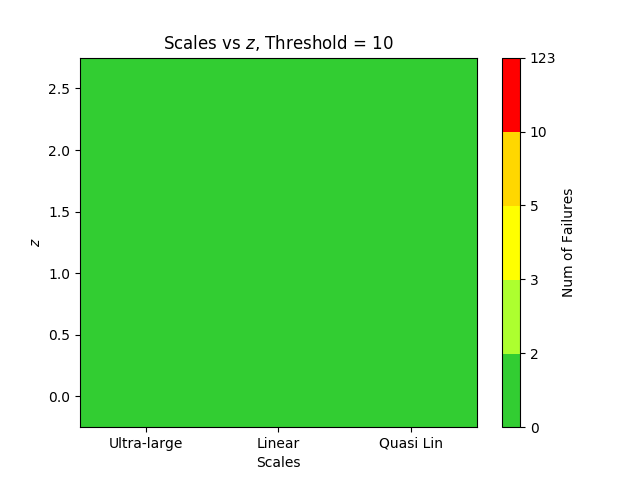 Scales vs z, Threshold = 10
2.5
2.0
1.5
1.0
0.5
0.0
z
Ultra-large
Linear
Quasi Lin
Scales
123
10
5
3
2
0
Num of Failures